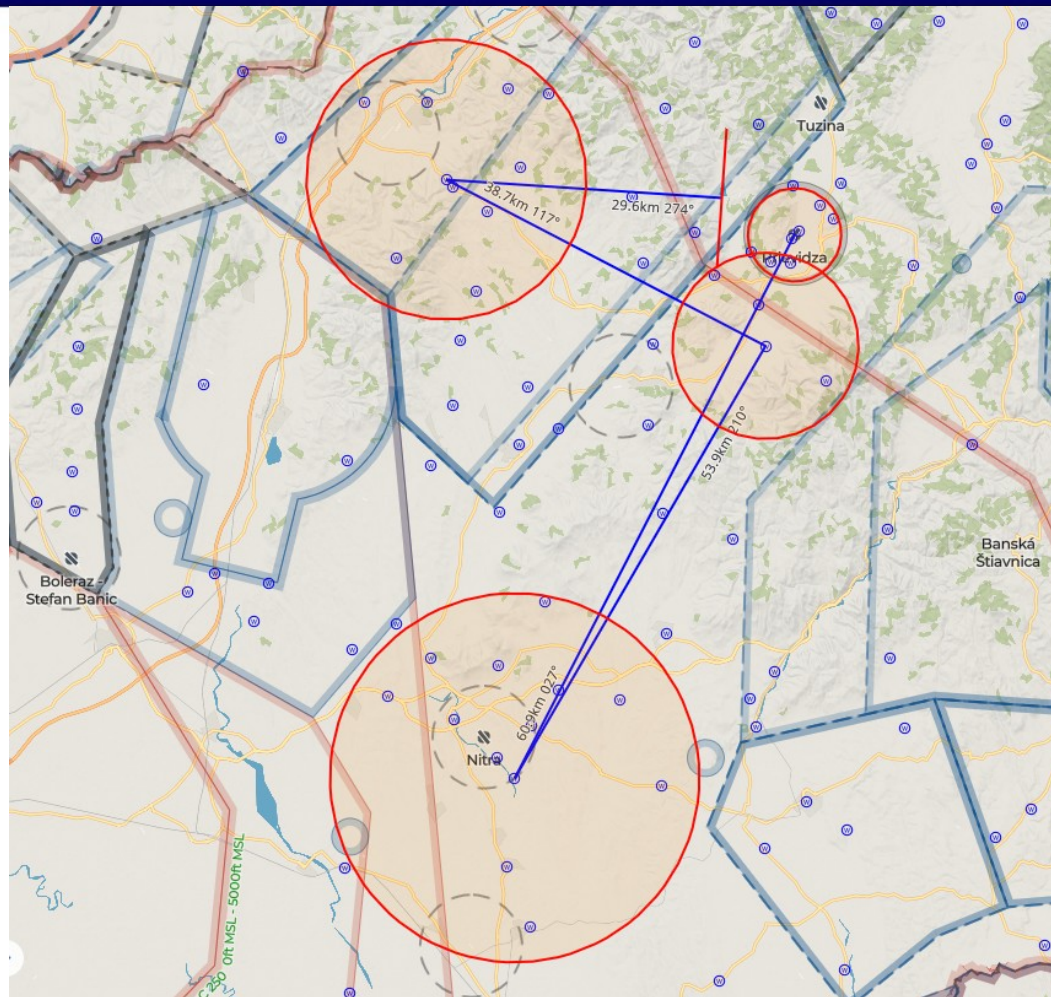 Tuzina
38.7km 117°
29.6km 274°
Prievidza
53.9km 210°
Banská
Štiavnica
Boleraz -
Stefan Banic
60.9km 027°
Nitra
C 250 0ft MSL - 5000ft MSL